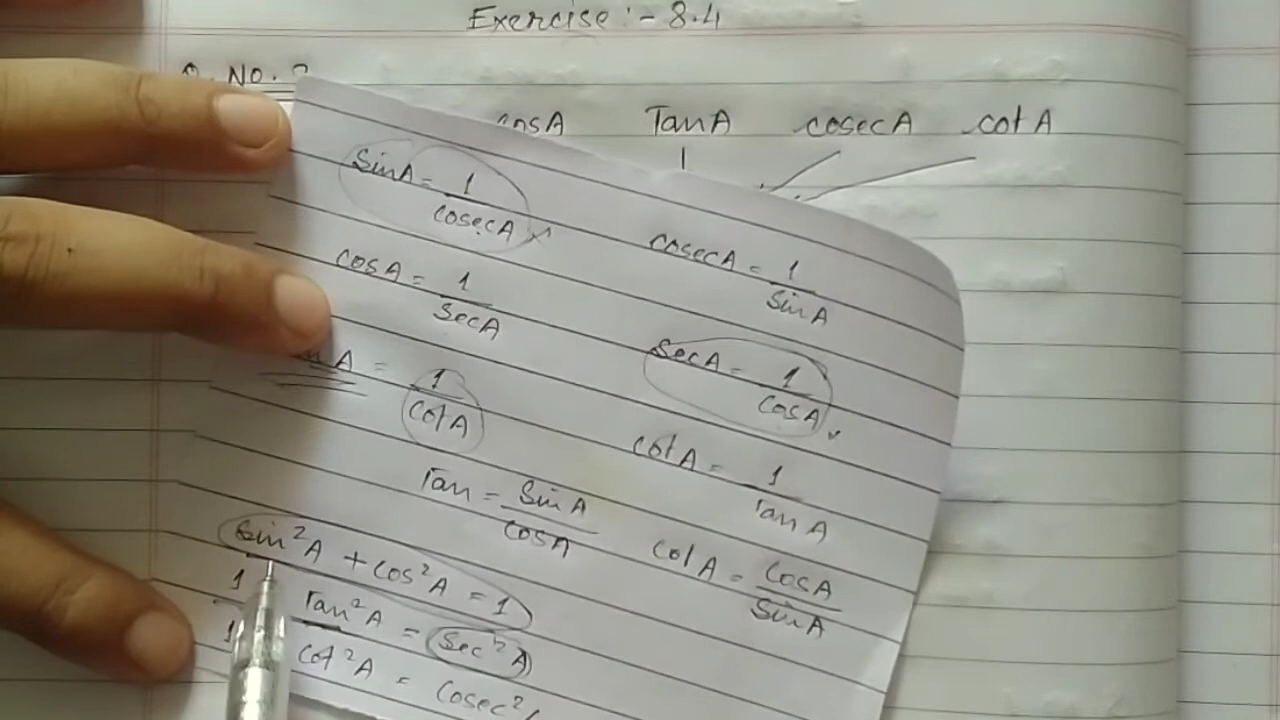 Exercise :- 8.4
No.
cosA TanA cosecA cotA
SinA = 1/cosecA
cosecA = 1/SinA
cosA = 1/SecA
SecA = 1/cosA
A = 1/cotA
cotA = 1/TanA
Tan = SinA/cosA
cotA = CosA/SinA
Sin²A + cos²A = 1
1 Tan²A = Sec²A
1 cot²A = Cosec²